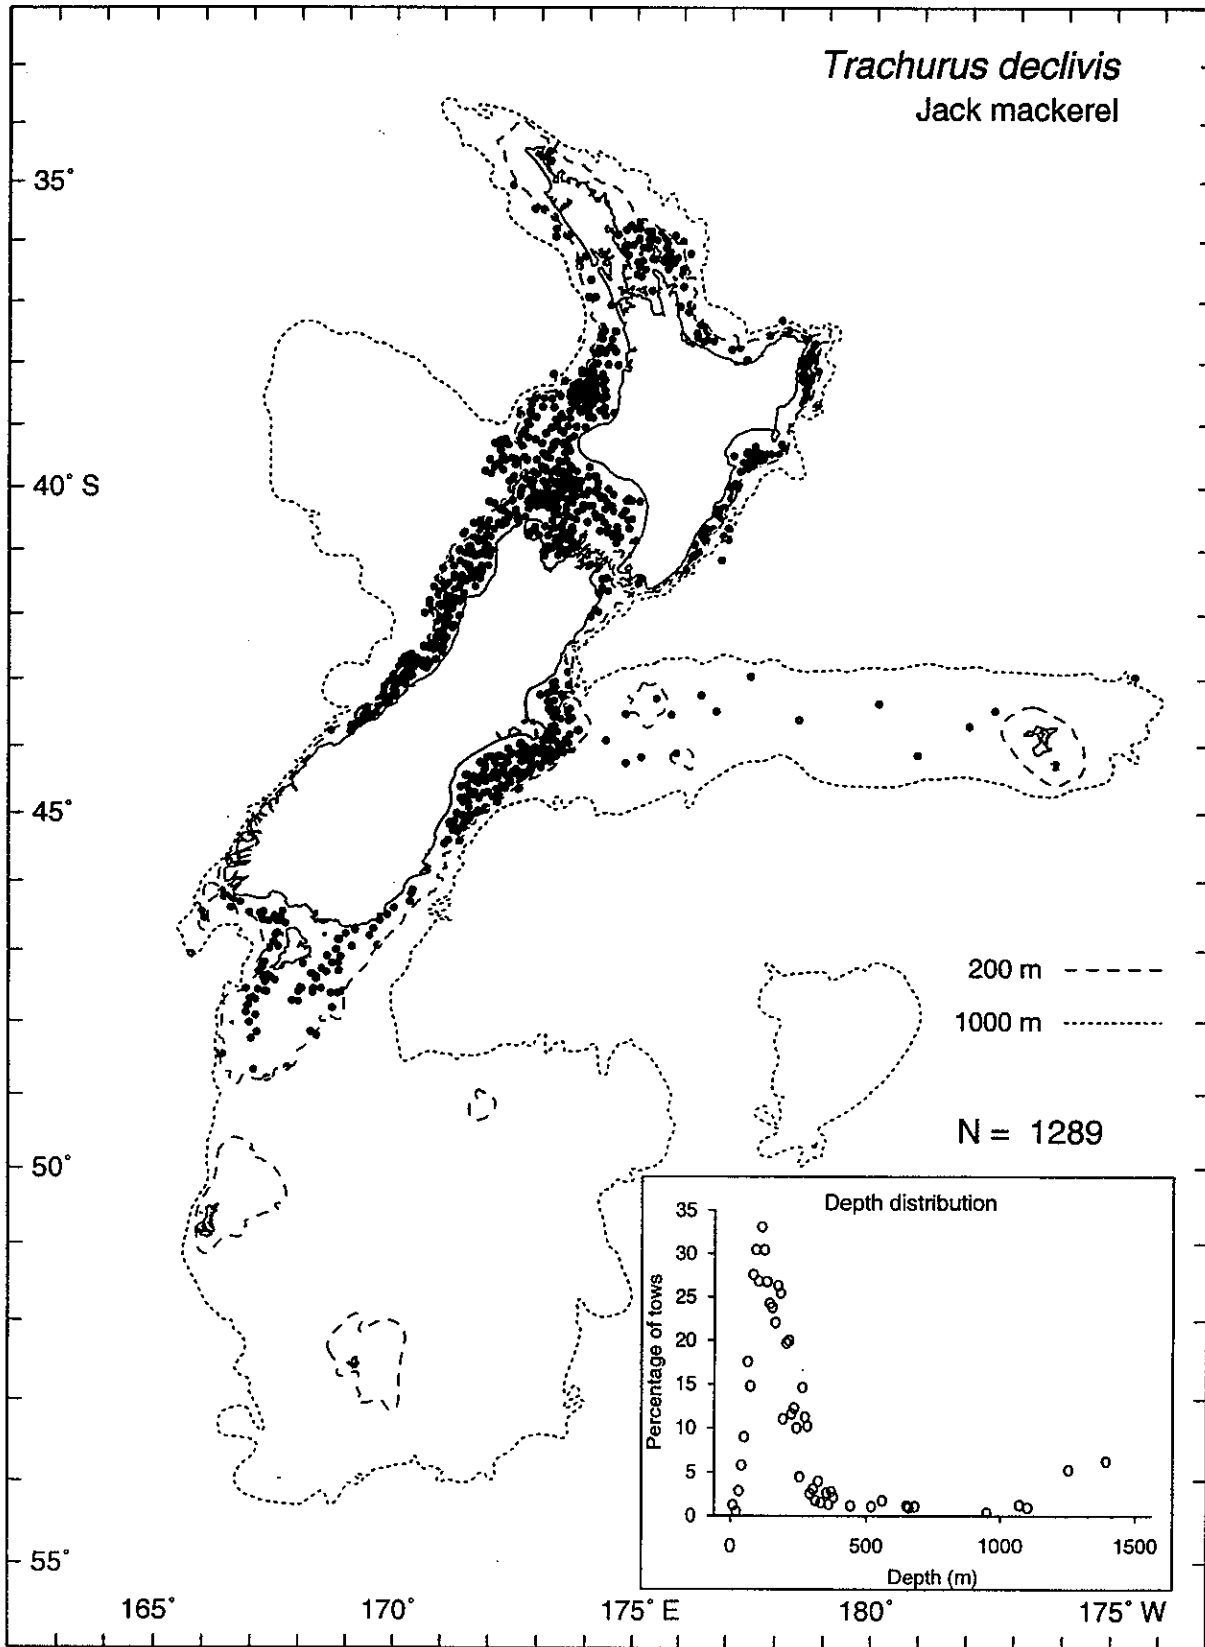 Trachurus declivis
Jack mackerel
35°
40° S
45°
200 m
1000 m
N = 1289
50°
Depth distribution
35
30
25
20
15
10
5
0
Percentage of tows
0 500 1000 1500
Depth (m)
55°
165° 170° 175° E 180° 175° W